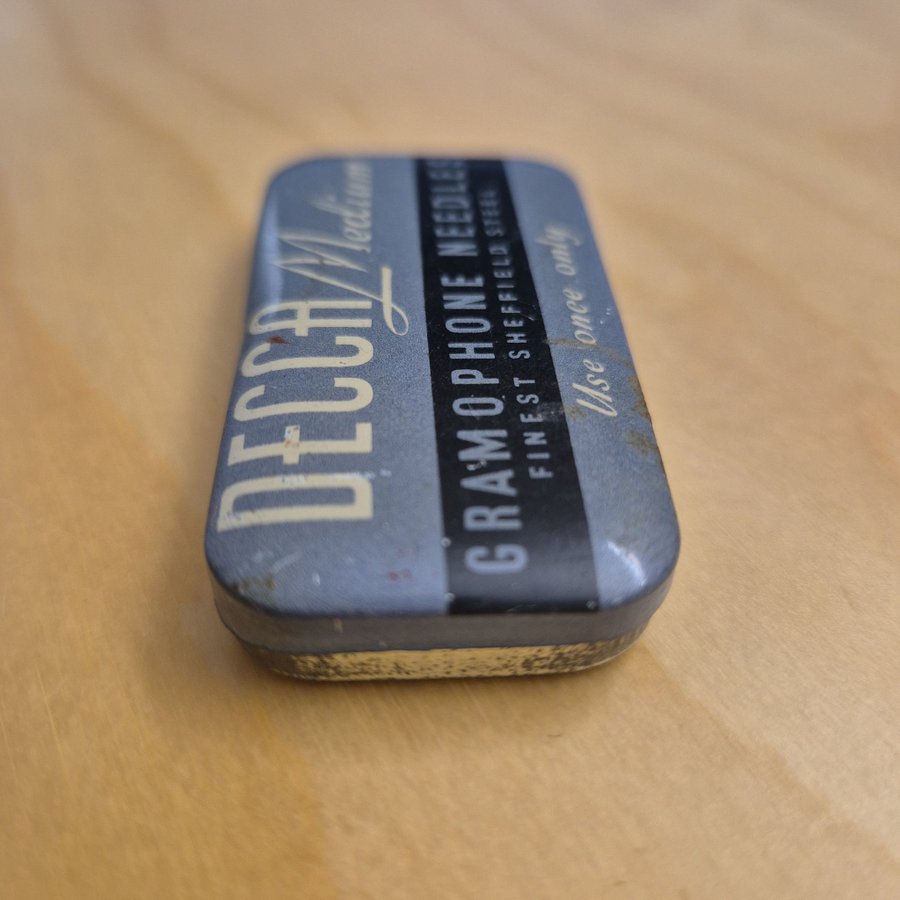 DECCA Medium
GRAMOPHONE NEEDLES
FINEST SHEFFIELD STEEL
Use once only